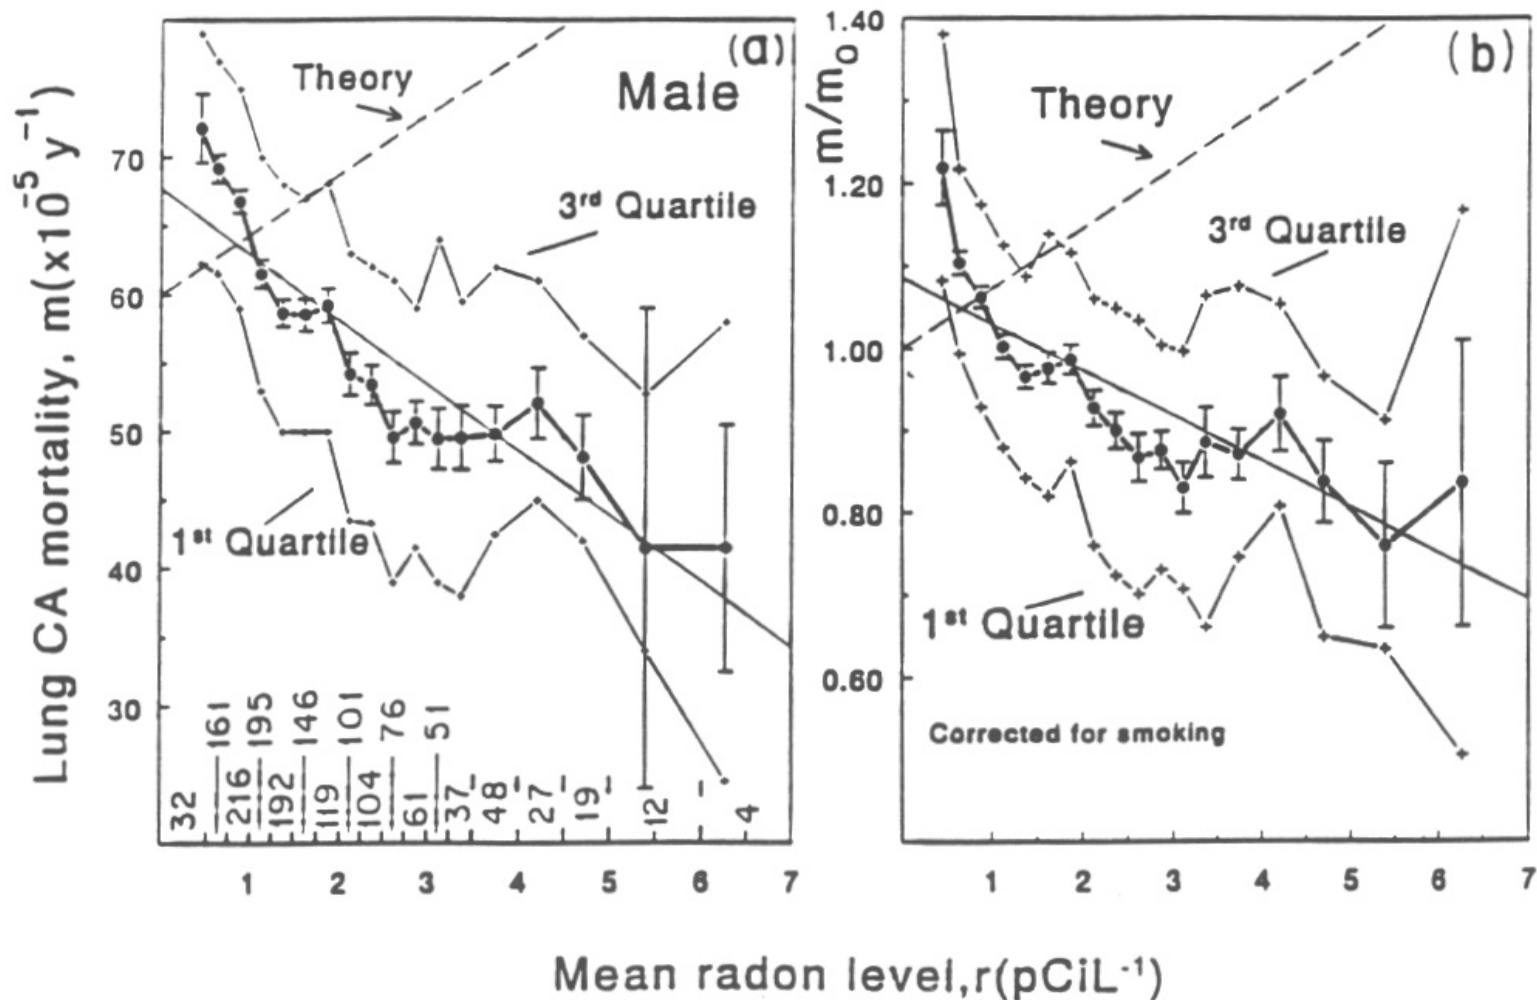 (a)
Male
Theory
3rd Quartile
1st Quartile
Lung CA mortality, m(x10-5 y-1)
70
60
50
40
30
32
161
216
195
192
146
119
101
104
76
61
51
37
48
27
19
12
4
1 2 3 4 5 6 7
(b)
m/m0
Theory
3rd Quartile
1st Quartile
Corrected for smoking
1.40
1.20
1.00
0.80
0.60
1 2 3 4 5 6 7
Mean radon level,r(pCiL-1)